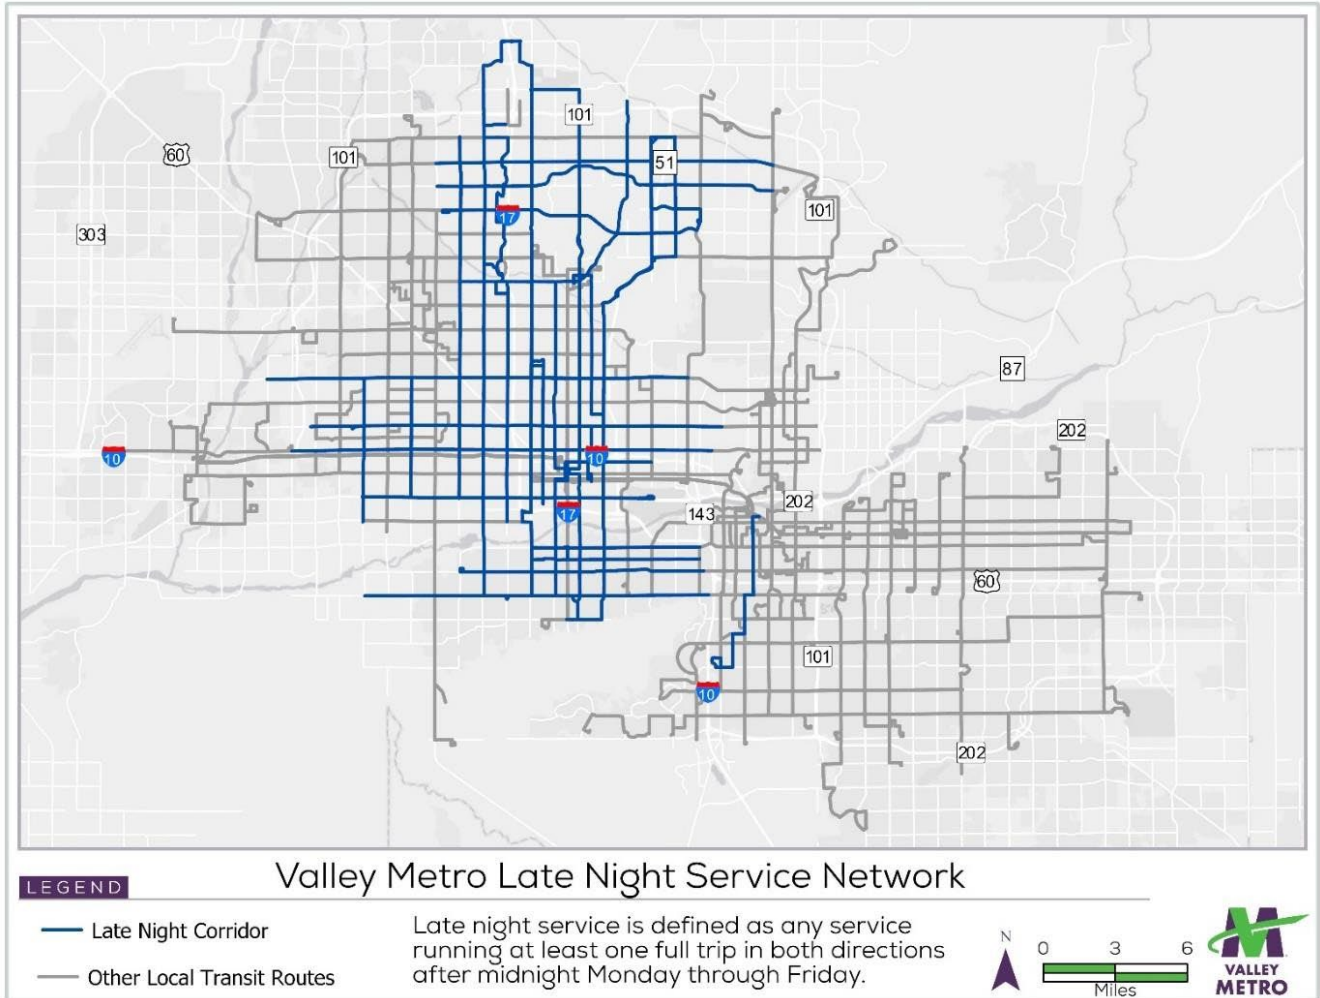 101
60
101
51
17
101
303
87
202
10
10
202
17
143
60
101
10
202
Valley Metro Late Night Service Network
LEGEND
Late Night Corridor
Other Local Transit Routes
Late night service is defined as any service
running at least one full trip in both directions
after midnight Monday through Friday.
N
0 3 6
Miles
VALLEY
METRO